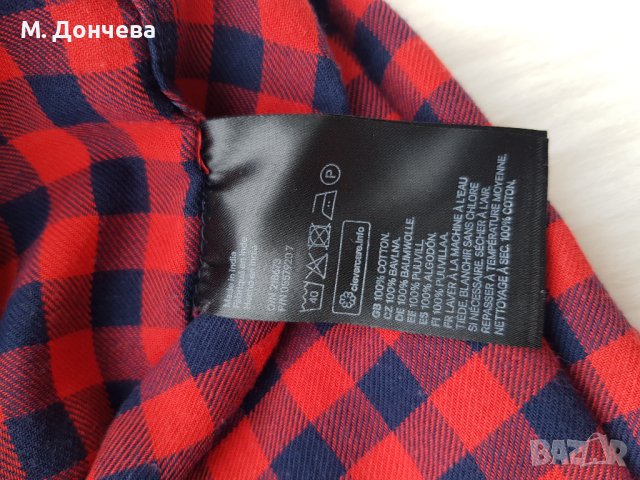 М. Дончева
Made in India
40
P
clevercare.info
GB 100% COTTON.
CZ 100% BAVLNA.
DE 100% BAUMWOLLE.
EE 100% PUUVILL.
ES 100% ALGODÓN.
FI 100% PUUVILLAA.
FR LAVER À LA MACHINE À L'EAU
TIEDE. BLANCHIR SANS CHLORE
SI NÉCESSAIRE. SÉCHER À L'AIR.
REPASSER À TEMPÉRATURE MOYENNE.
NETTOYAGE À SEC. 100% COTON.
BAZAR